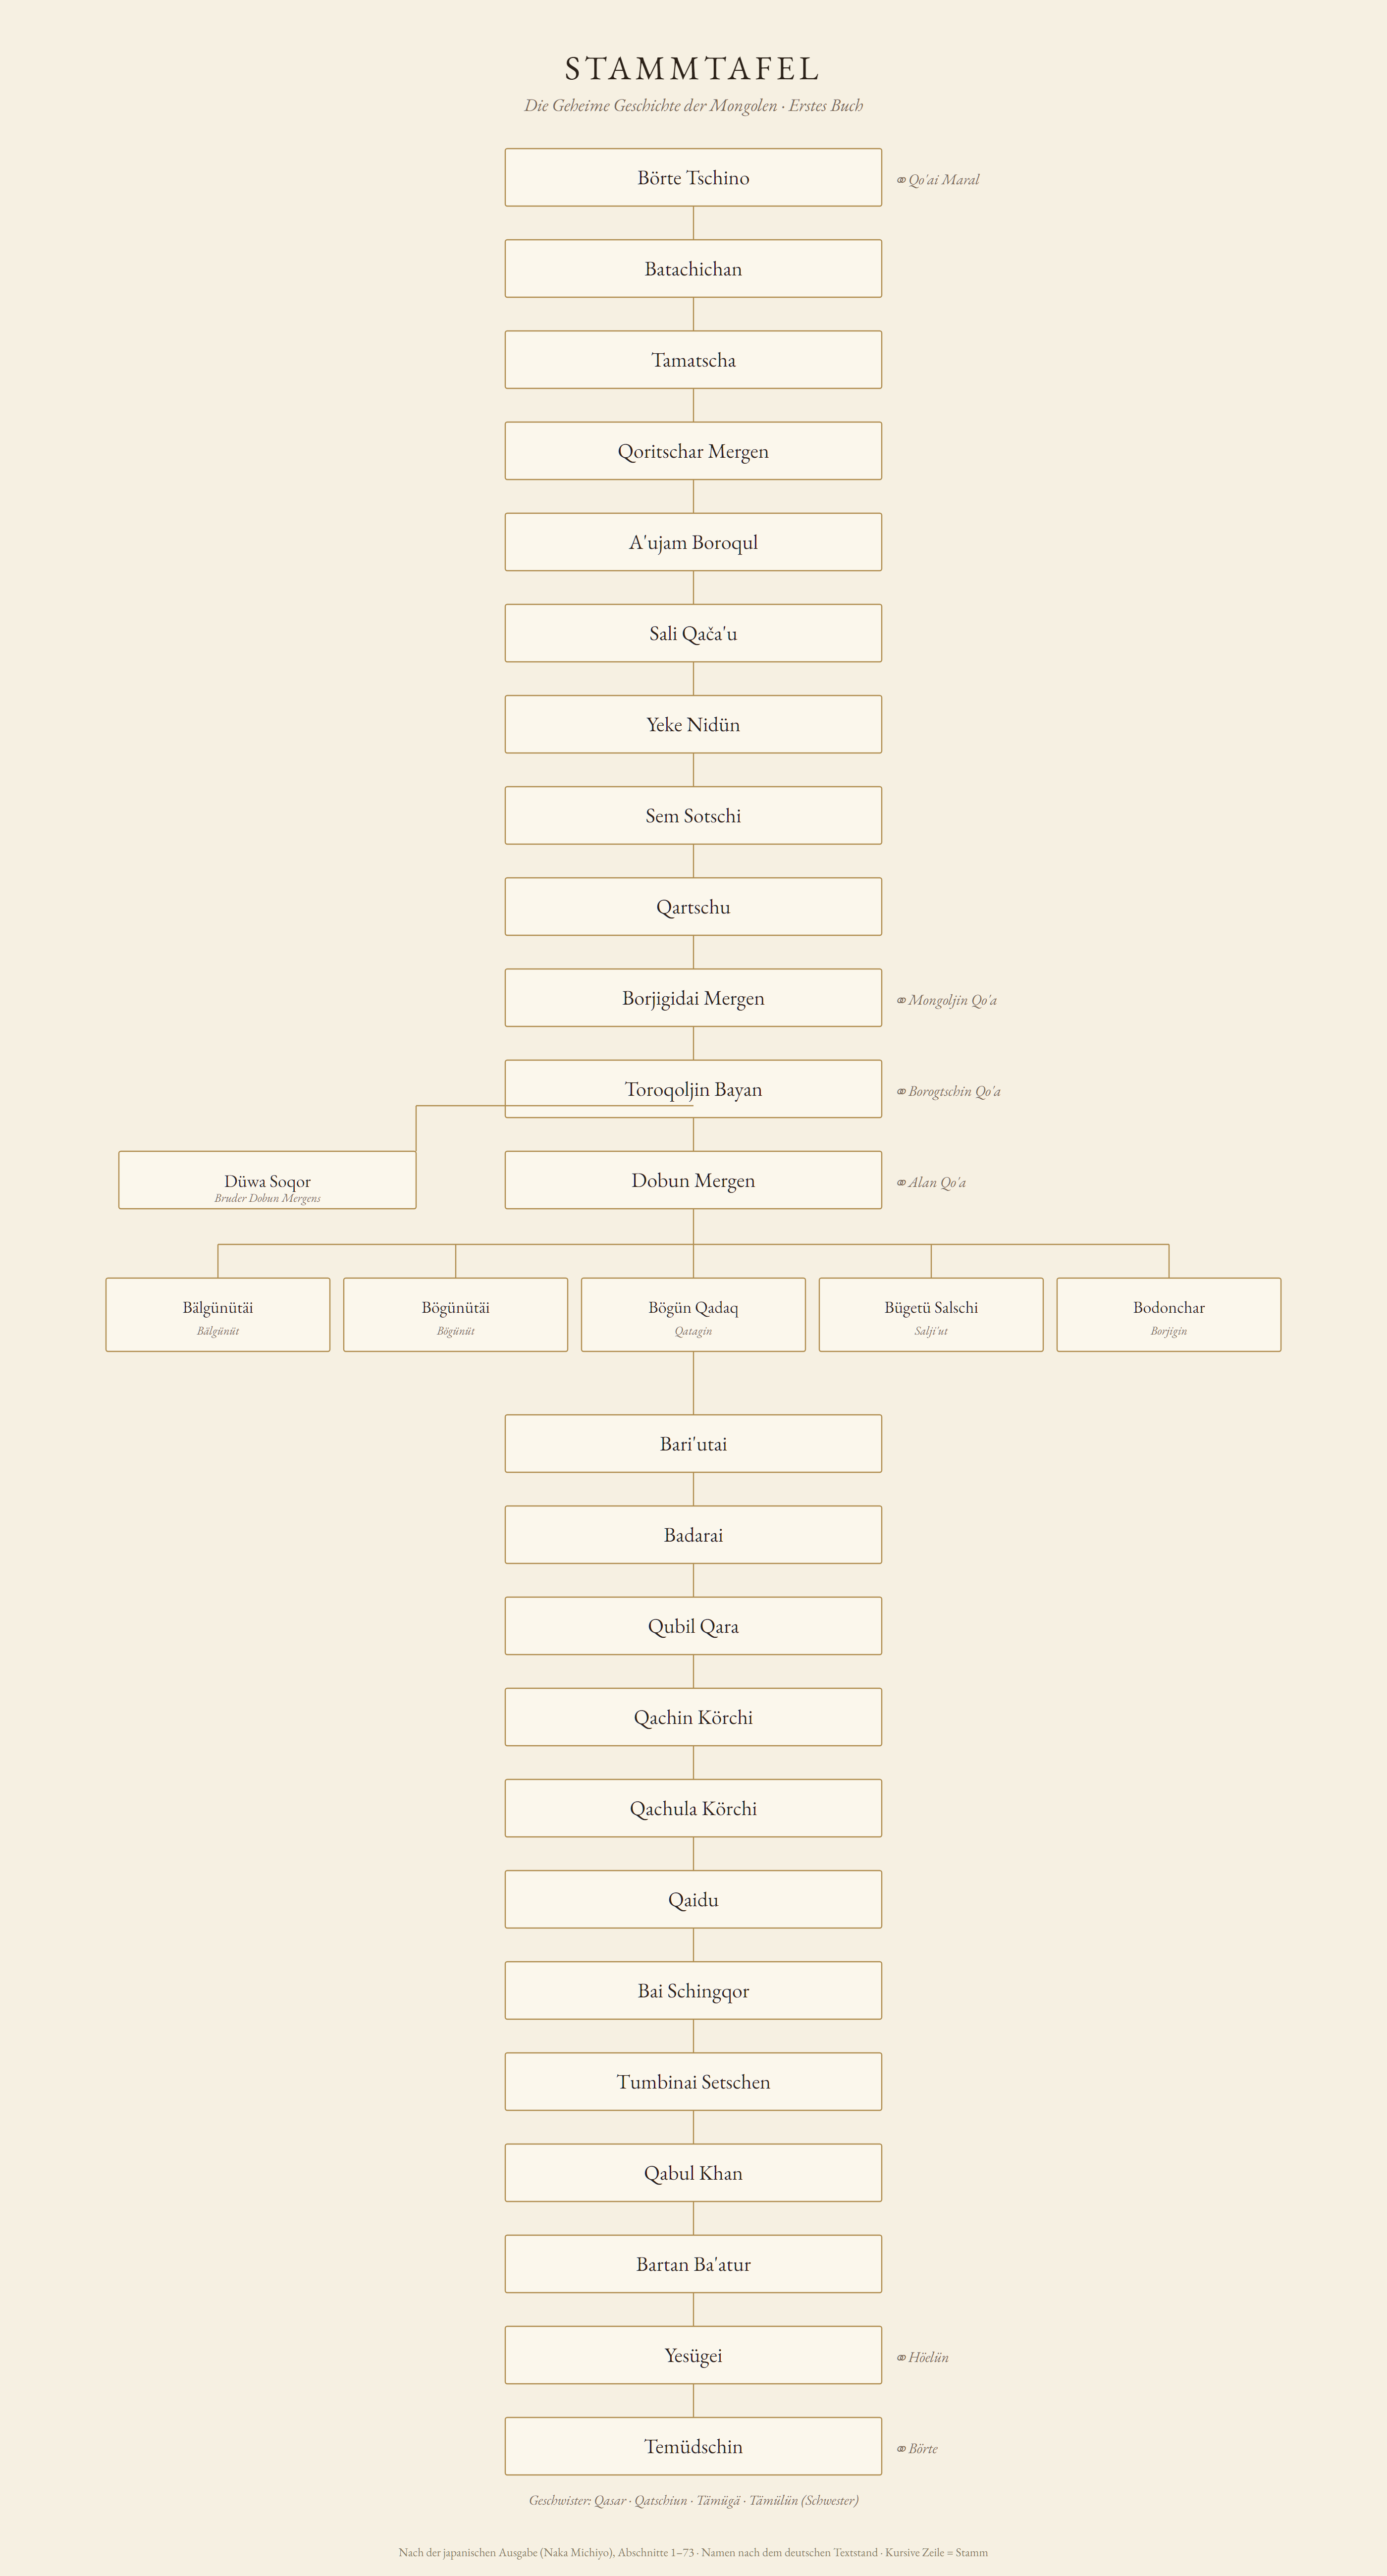 STAMMTAFEL
Die Geheime Geschichte der Mongolen · Erstes Buch
Börte Tschino
⚭ Qo'ai Maral
Batachichan
Tamatscha
Qoritschar Mergen
A'ujam Boroqul
Sali Qača'u
Yeke Nidün
Sem Sotschi
Qartschu
Borjigidai Mergen
⚭ Mongoljin Qo'a
Toroqoljin Bayan
⚭ Borogtschin Qo'a
Düwa Soqor
Bruder Dobun Mergens
Dobun Mergen
⚭ Alan Qo'a
Bälgünütäi
Bälgünüt
Bögünütäi
Bögünüt
Bögün Qadaq
Qatagin
Bügetü Salschi
Salji'ut
Bodonchar
Borjigin
Bari'utai
Badarai
Qubil Qara
Qachin Körchi
Qachula Körchi
Qaidu
Bai Schingqor
Tumbinai Setschen
Qabul Khan
Bartan Ba'atur
Yesügei
⚭ Höelün
Temüdschin
⚭ Börte
Geschwister: Qasar · Qatschiun · Tämügä · Tämülün (Schwester)
Nach der japanischen Ausgabe (Naka Michiyo), Abschnitte 1–73 · Namen nach dem deutschen Textstand · Kursive Zeile = Stamm